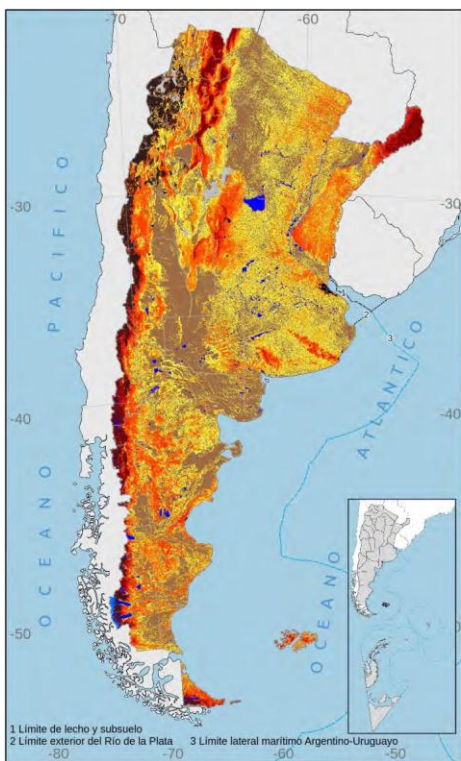 -70
-60
-30
-30
-40
-40
-50
-50
OCEANO
PACIFICO
OCEANO
ATLANTICO
3
1 Límite de lecho y subsuelo
2 Límite exterior del Río de la Plata
3 Límite lateral marítimo Argentino-Uruguayo
-80
-70
-60
-50